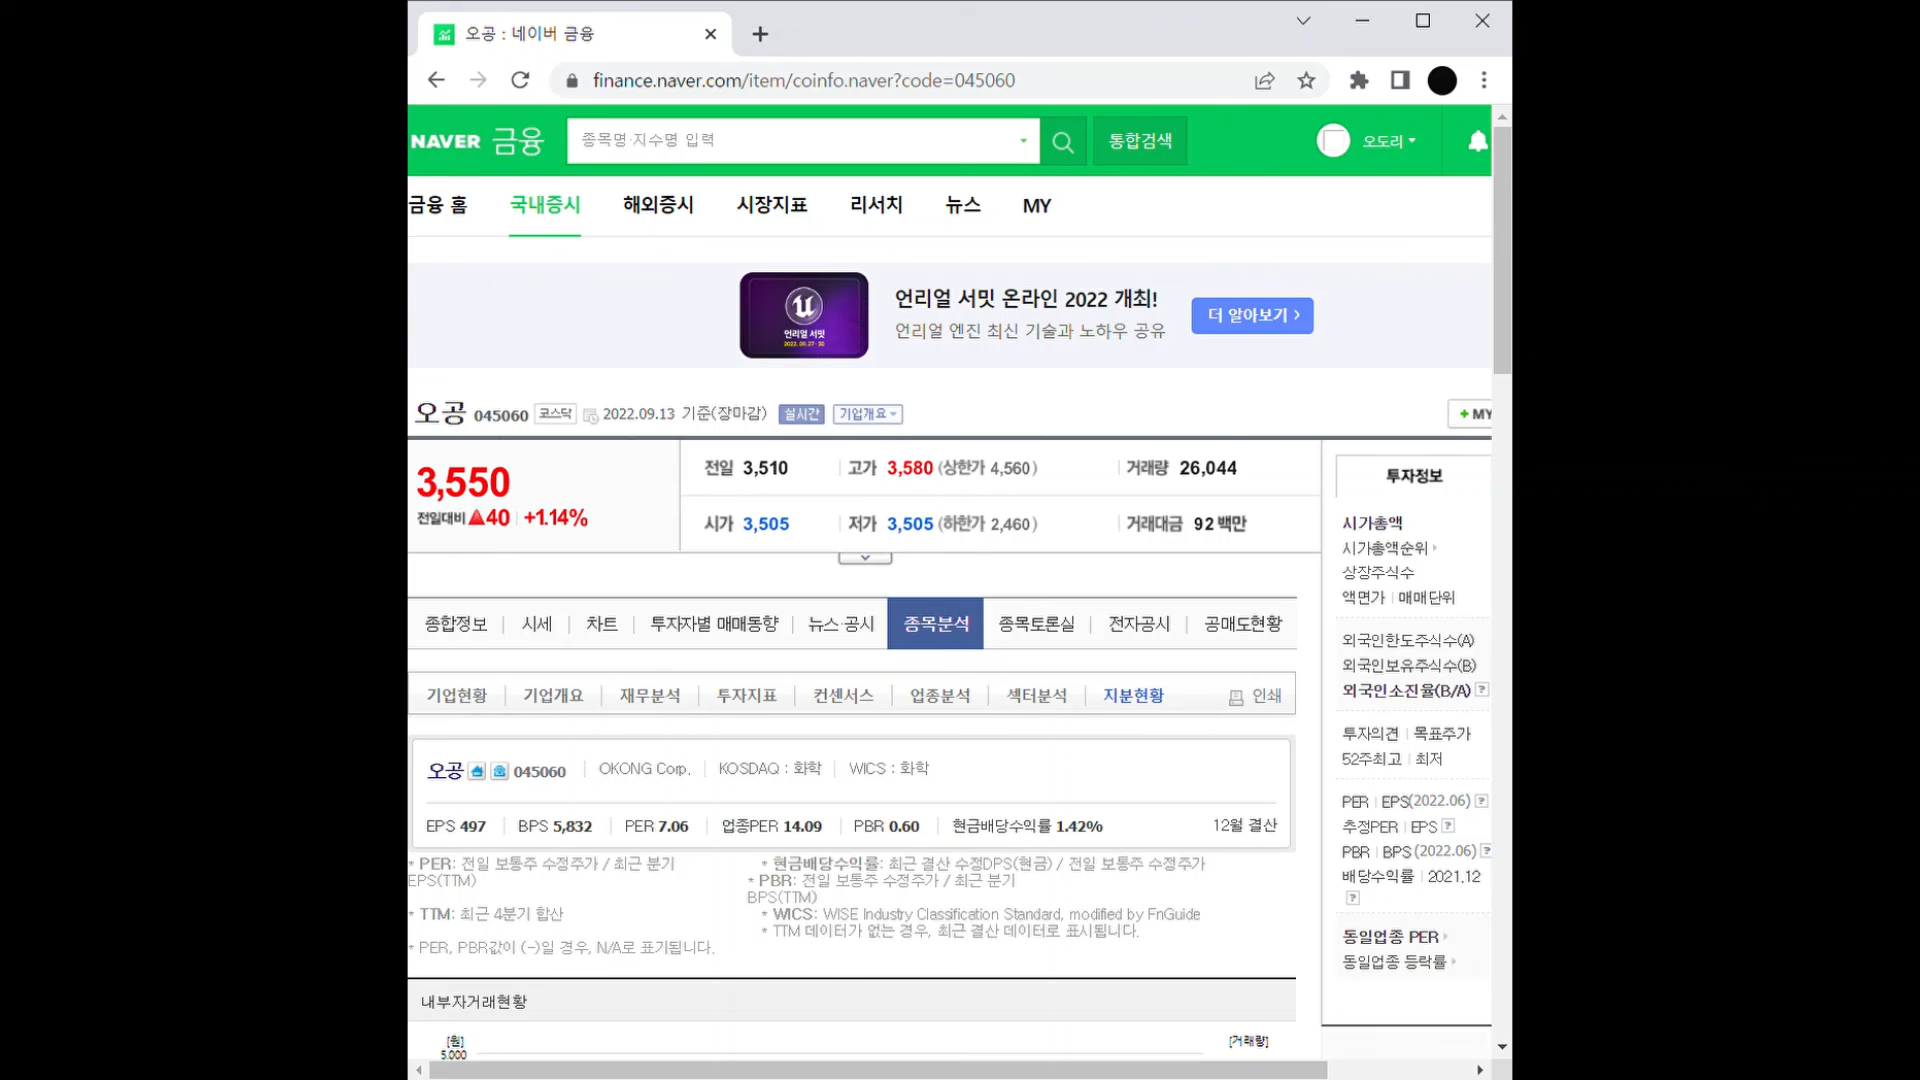 오공 : 네이버 금융
finance.naver.com/item/coinfo.naver?code=045060
NAVER 금융 종목명·지수명 입력 통합검색 오도리
금융 홈 국내증시 해외증시 시장지표 리서치 뉴스 MY
언리얼 서밋
2022. 09.27-30
언리얼 서밋 온라인 2022 개최!
언리얼 엔진 최신 기술과 노하우 공유
더 알아보기 >
오공 045060 코스닥 2022.09.13 기준(장마감) 실시간 기업개요 + MY
3,550
전일대비 ▲40 +1.14%
전일 3,510 고가 3,580 (상한가 4,560) 거래량 26,044
시가 3,505 저가 3,505 (하한가 2,460) 거래대금 92 백만
종합정보 시세 차트 투자자별 매매동향 뉴스·공시 종목분석 종목토론실 전자공시 공매도현황
기업현황 기업개요 재무분석 투자지표 컨센서스 업종분석 섹터분석 지분현황 인쇄
오공 045060 OKONG Corp. KOSDAQ : 화학 WICS : 화학
EPS 497 BPS 5,832 PER 7.06 업종PER 14.09 PBR 0.60 현금배당수익률 1.42% 12월 결산
* PER: 전일 보통주 수정주가 / 최근 분기
EPS(TTM)
* TTM: 최근 4분기 합산
* PER, PBR값이 (-)일 경우, N/A로 표기됩니다.
* 현금배당수익률: 최근 결산 수정DPS(현금) / 전일 보통주 수정주가
* PBR: 전일 보통주 수정주가 / 최근 분기
BPS(TTM)
* WICS: WISE Industry Classification Standard, modified by FnGuide
* TTM 데이터가 없는 경우, 최근 결산 데이터로 표시됩니다.
내부자거래현황
[원] [거래량]
5,000
투자정보
시가총액
시가총액순위
상장주식수
액면가 매매단위
외국인한도주식수(A)
외국인보유주식수(B)
외국인소진율(B/A) ?
투자의견 목표주가
52주최고 최저
PER EPS(2022.06) ?
추정PER EPS ?
PBR BPS (2022.06) ?
배당수익률 2021.12
?
동일업종 PER
동일업종 등락률